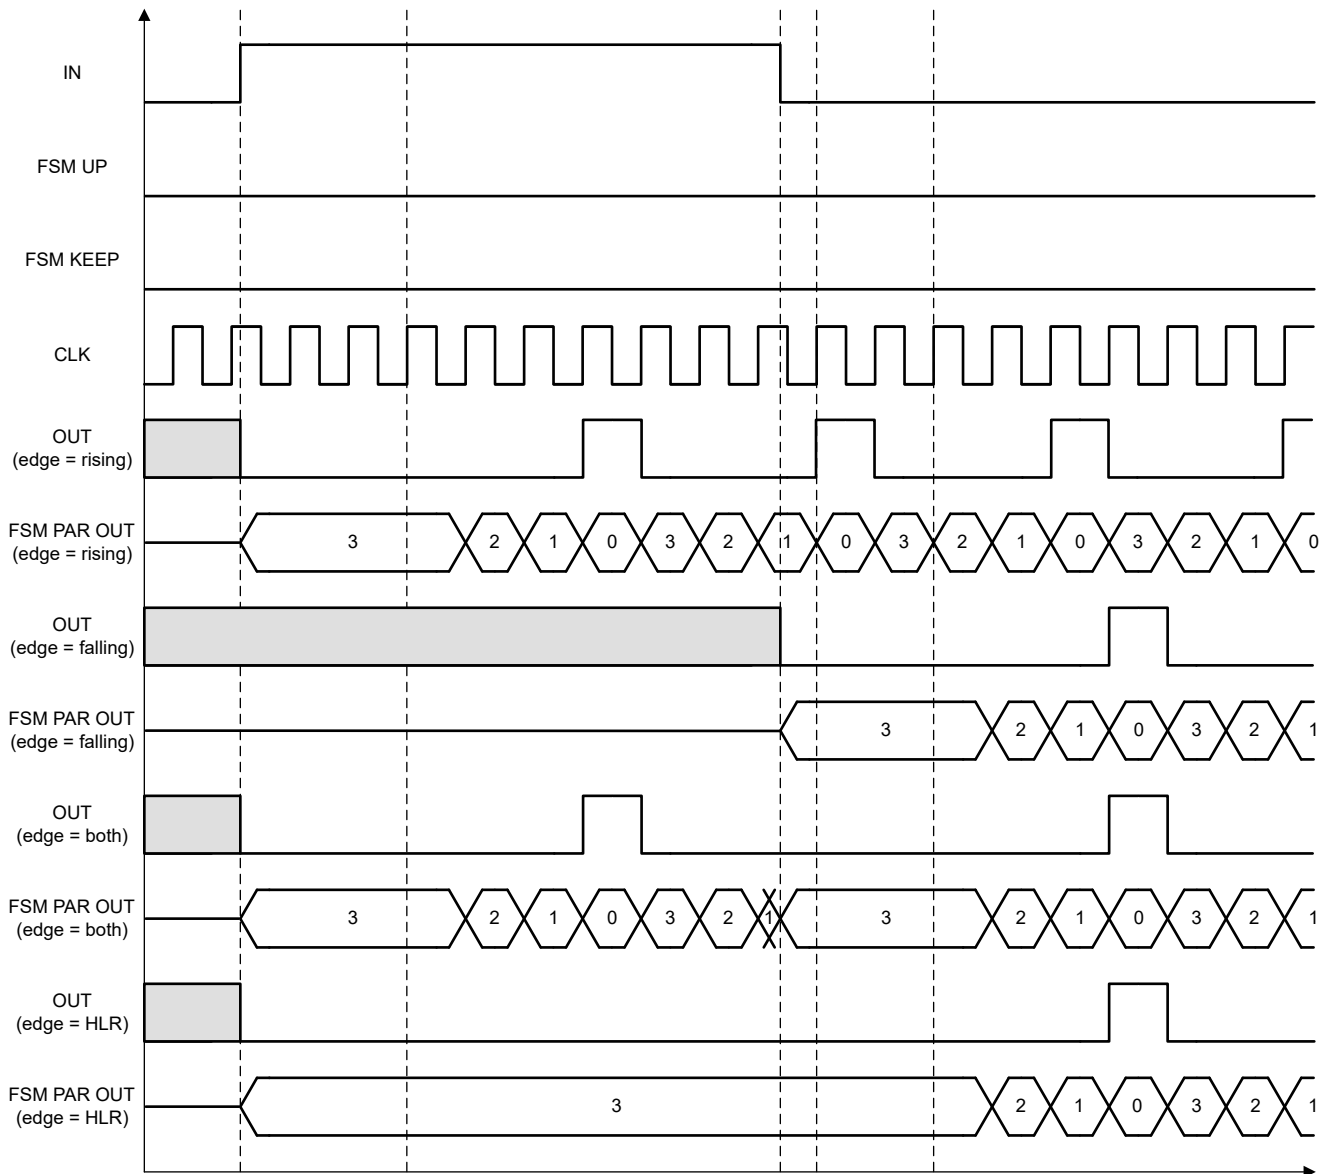 IN
FSM UP
FSM KEEP
CLK
OUT
(edge = rising)
FSM PAR OUT
(edge = rising)
3 2 1 0 3 2 1 0 3 2 1 0 3 2 1 0
OUT
(edge = falling)
FSM PAR OUT
(edge = falling)
3 2 1 0 3 2 1
OUT
(edge = both)
FSM PAR OUT
(edge = both)
3 2 1 0 3 2 1 3 2 1 0 3 2 1
OUT
(edge = HLR)
FSM PAR OUT
(edge = HLR)
3 2 1 0 3 2 1